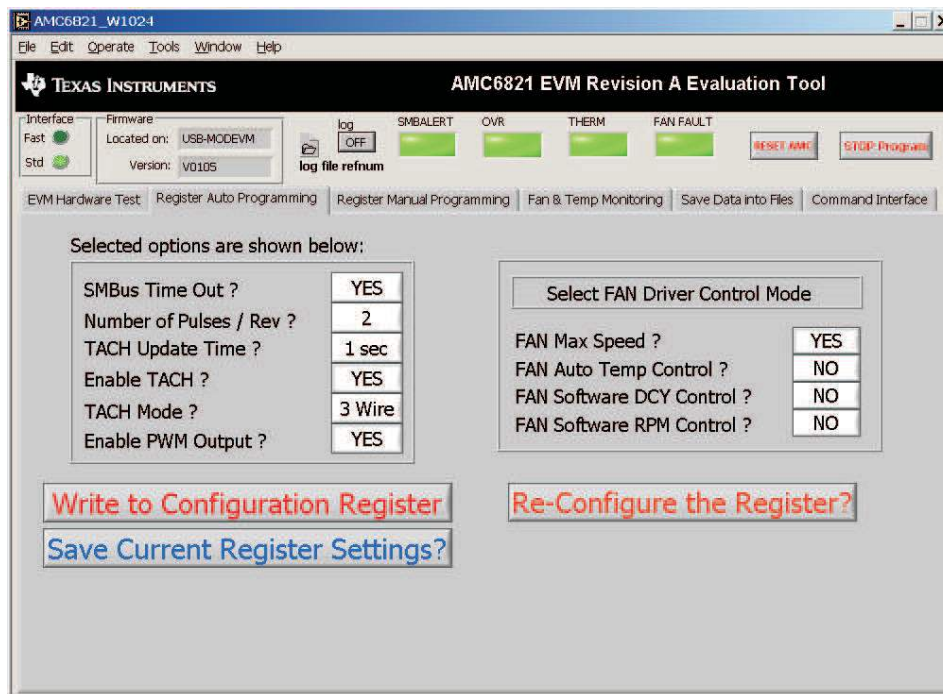 AMC6821_W1024
File Edit Operate Tools Window Help
TEXAS INSTRUMENTS AMC6821 EVM Revision A Evaluation Tool
Interface Firmware log SMBALERT OVR THERM FAN FAULT
Fast Located on: USB-MODEVM OFF RESET AMC STOP Program
Std Version: V0105 log file refnum
EVM Hardware Test Register Auto Programming Register Manual Programming Fan & Temp Monitoring Save Data into Files Command Interface
Selected options are shown below:
SMBus Time Out ? YES
Number of Pulses / Rev ? 2
TACH Update Time ? 1 sec
Enable TACH ? YES
TACH Mode ? 3 Wire
Enable PWM Output ? YES
Select FAN Driver Control Mode
FAN Max Speed ? YES
FAN Auto Temp Control ? NO
FAN Software DCY Control ? NO
FAN Software RPM Control ? NO
Write to Configuration Register
Re-Configure the Register?
Save Current Register Settings?